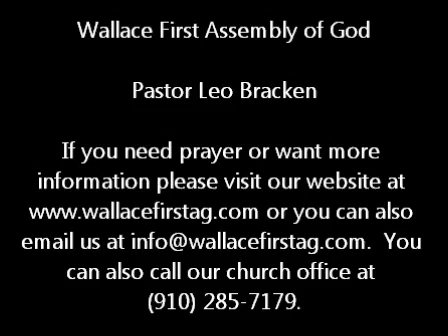 Wallace First Assembly of God
Pastor Leo Bracken
If you need prayer or want more
information please visit our website at
www.wallacefirstag.com or you can also
email us at info@wallacefirstag.com.  You
can also call our church office at
(910) 285-7179.